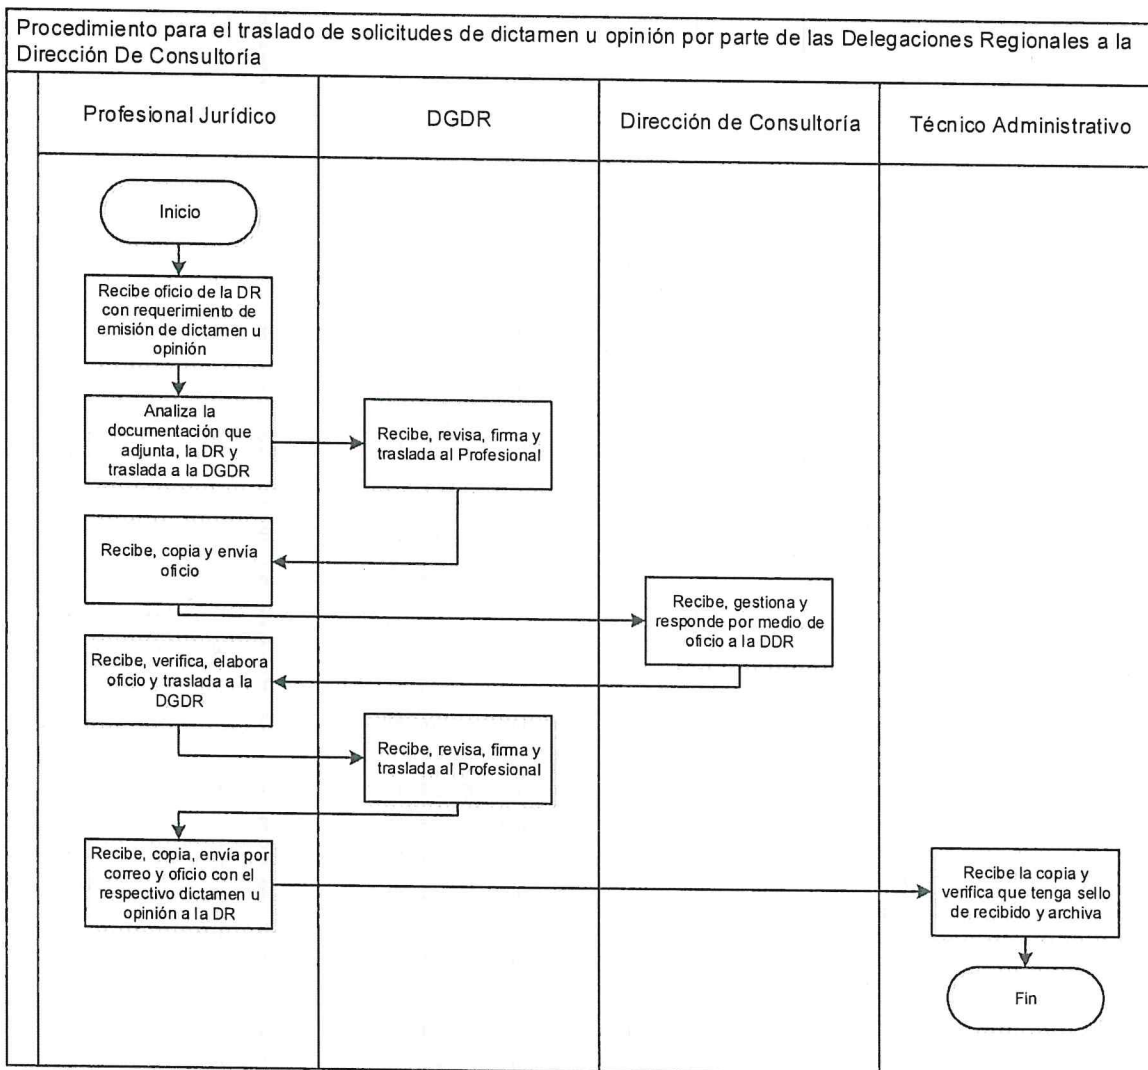 Procedimiento para el traslado de solicitudes de dictamen u opinión por parte de las Delegaciones Regionales a la
Dirección De Consultoría
Profesional Jurídico
DGDR
Dirección de Consultoría
Técnico Administrativo
Inicio
Recibe oficio de la DR
con requerimiento de
emisión de dictamen u
opinión
Analiza la
documentación que
adjunta, la DR y
traslada a la DGDR
Recibe, revisa, firma y
traslada al Profesional
Recibe, copia y envía
oficio
Recibe, gestiona y
responde por medio de
oficio a la DDR
Recibe, verifica, elabora
oficio y traslada a la
DGDR
Recibe, revisa, firma y
traslada al Profesional
Recibe, copia, envía por
correo y oficio con el
respectivo dictamen u
opinión a la DR
Recibe la copia y
verifica que tenga sello
de recibido y archiva
Fin